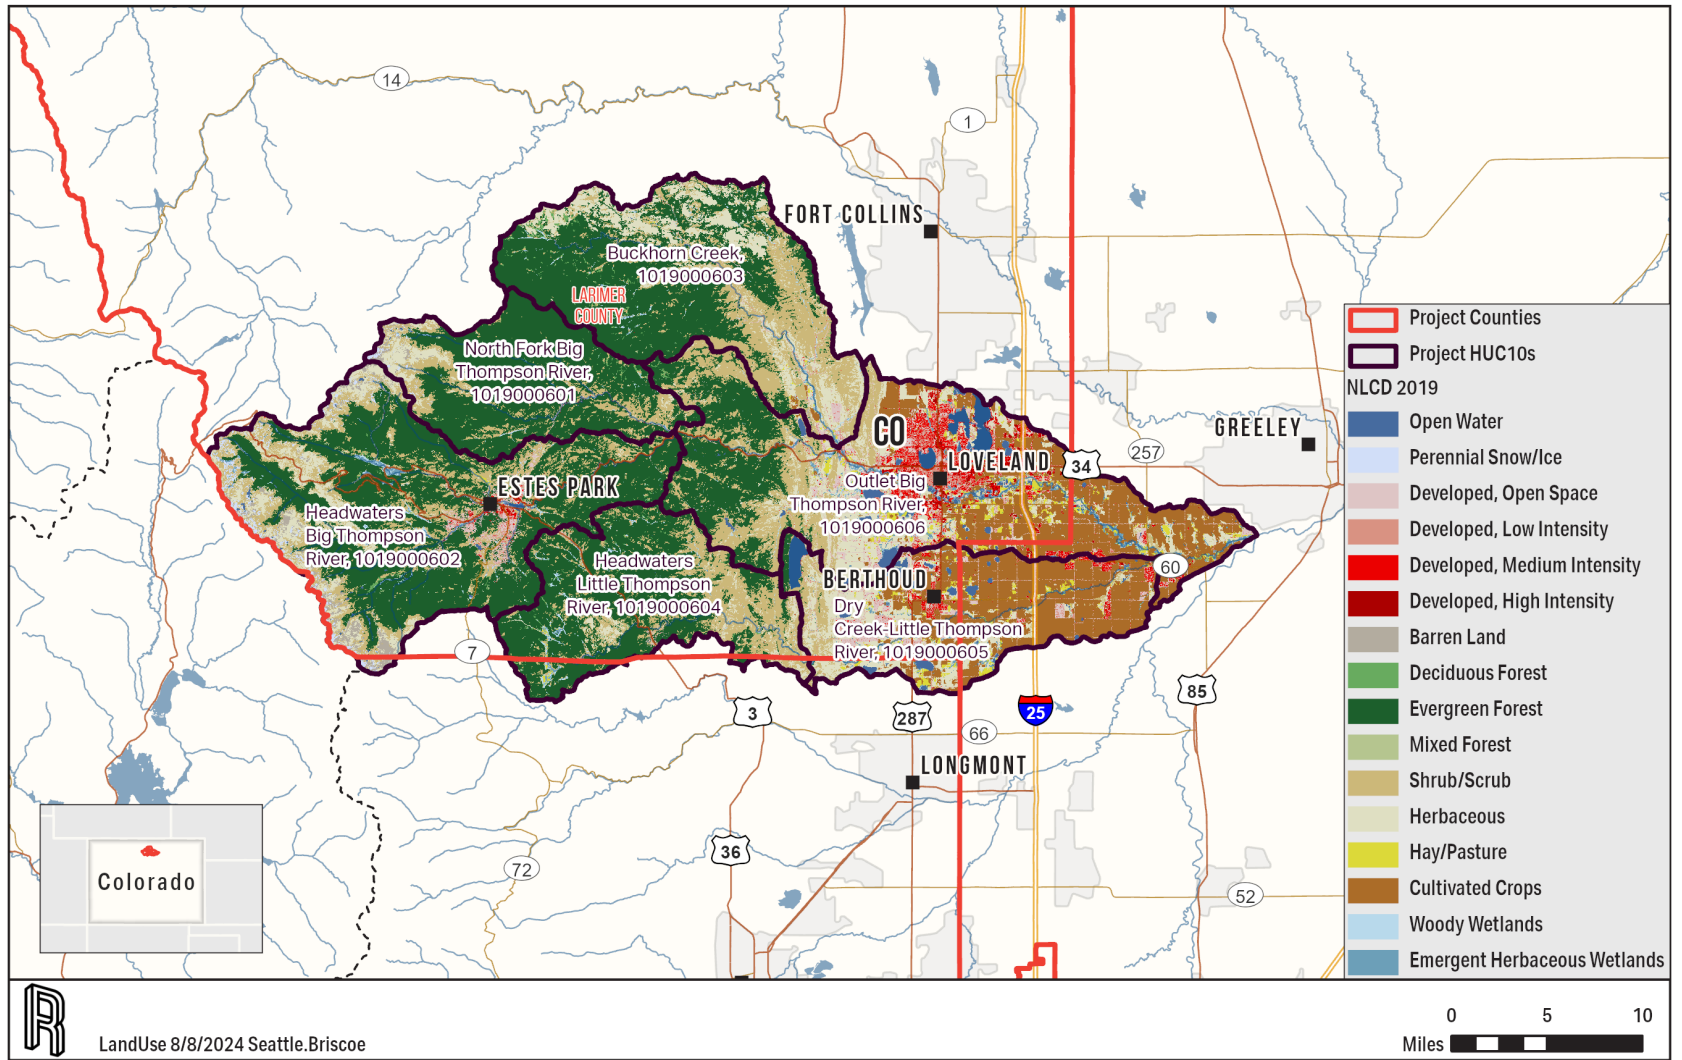 14
1
FORT COLLINS
Buckhorn Creek,
1019000603
LARIMER
COUNTY
North Fork Big
Thompson River,
1019000601
CO
GREELEY
257
34
LOVELAND
ESTES PARK
Outlet Big
Thompson River,
1019000606
Headwaters
Big Thompson
River, 1019000602
Headwaters
Little Thompson
River, 1019000604
BERTHOUD
60
Dry
Creek-Little Thompson
River, 1019000605
7
3
287
25
85
66
LONGMONT
36
72
52
Colorado
Project Counties
Project HUC10s
NLCD 2019
Open Water
Perennial Snow/Ice
Developed, Open Space
Developed, Low Intensity
Developed, Medium Intensity
Developed, High Intensity
Barren Land
Deciduous Forest
Evergreen Forest
Mixed Forest
Shrub/Scrub
Herbaceous
Hay/Pasture
Cultivated Crops
Woody Wetlands
Emergent Herbaceous Wetlands
R
LandUse 8/8/2024 Seattle.Briscoe
0 5 10
Miles